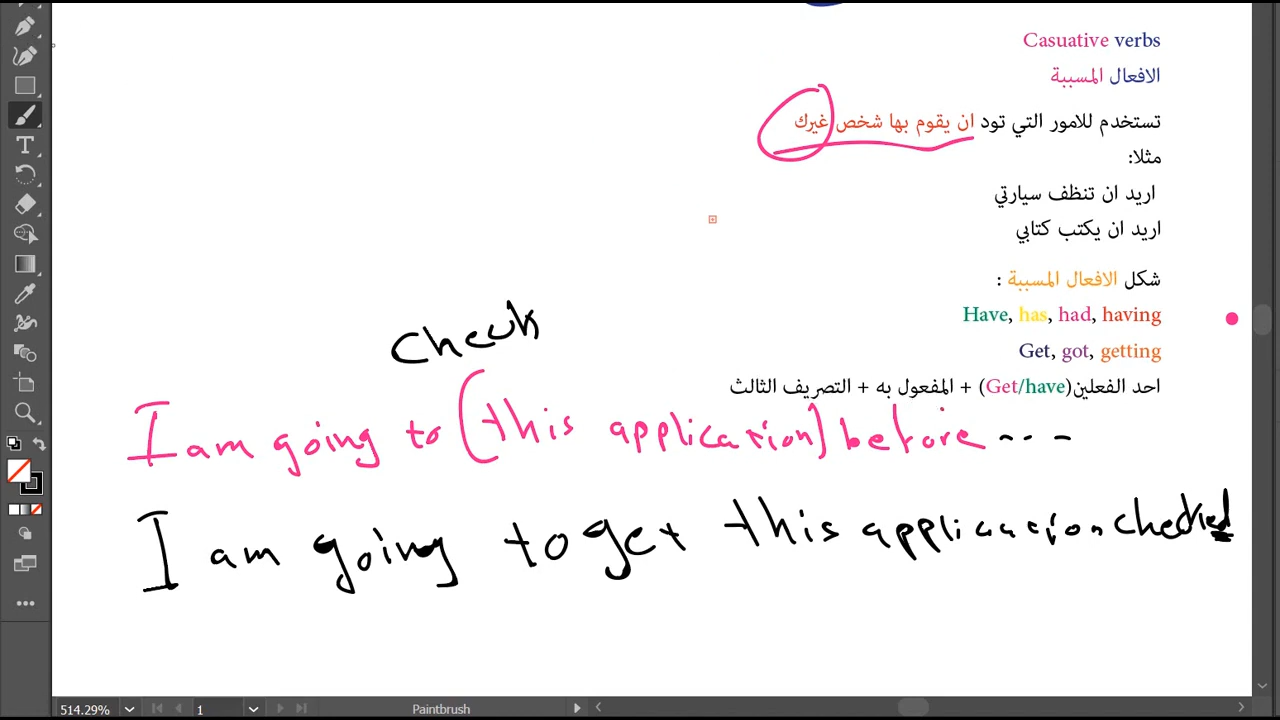 Casuative verbs
الافعال المسببة
تستخدم للامور التي تود ان يقوم بها شخص غيرك
مثلا:
اريد ان تنظف سيارتي
اريد ان يكتب كتابي
شكل الافعال المسببة :
Have, has, had, having
Get, got, getting
احد الفعلين(Get/have) + المفعول به + التصريف الثالث
Check
I am going to (this application) before ---
I am going to get this application checked
514.29%
1
Paintbrush